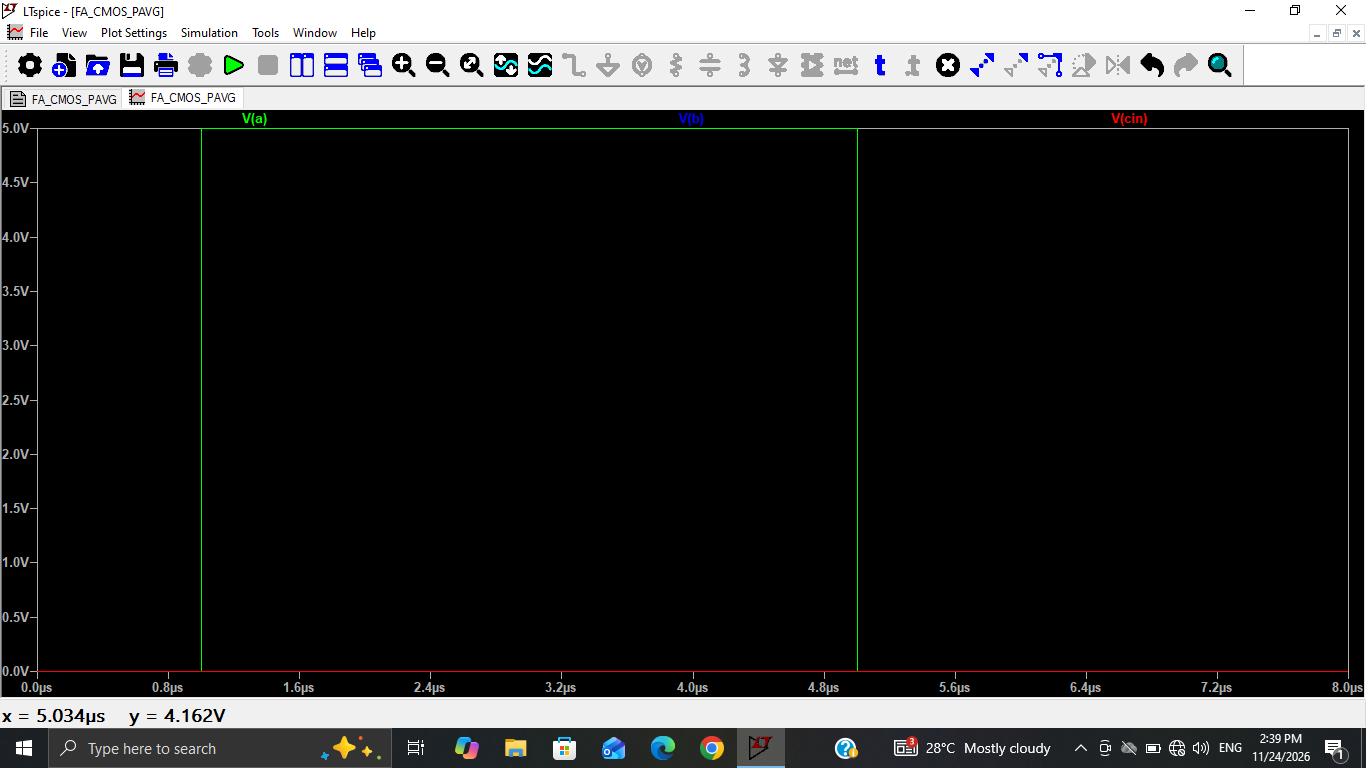 LTspice - [FA_CMOS_PAVG]
File View Plot Settings Simulation Tools Window Help
net t t
FA_CMOS_PAVG FA_CMOS_PAVG
V(a) V(b) V(cin)
5.0V
4.5V
4.0V
3.5V
3.0V
2.5V
2.0V
1.5V
1.0V
0.5V
0.0V
0.0µs 0.8µs 1.6µs 2.4µs 3.2µs 4.0µs 4.8µs 5.6µs 6.4µs 7.2µs 8.0µs
x = 5.034µs y = 4.162V
Type here to search
3 28°C Mostly cloudy ENG 2:39 PM 1
11/24/2026